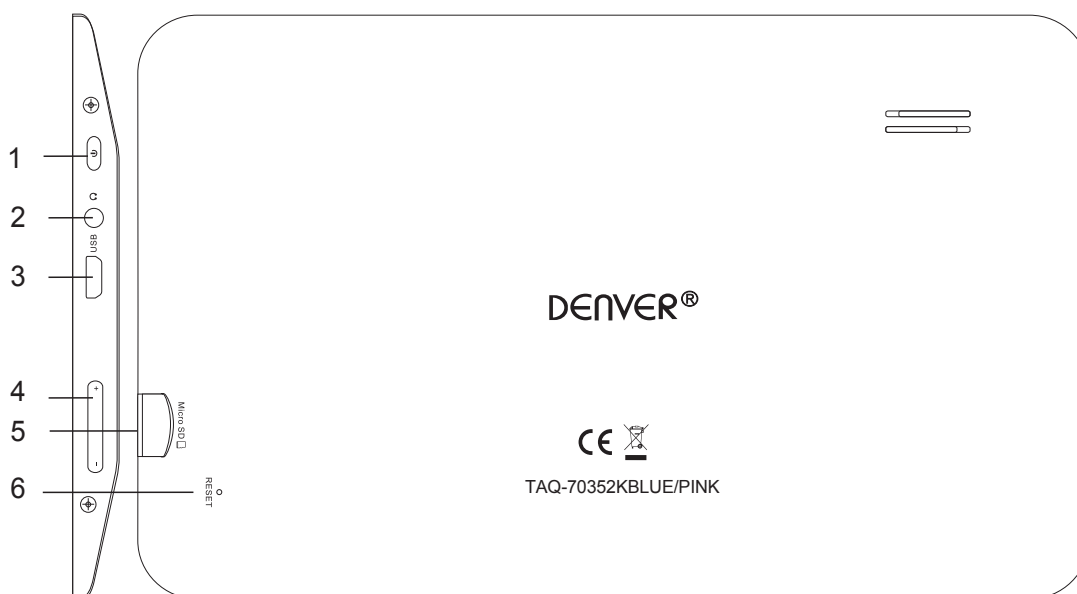 1
2
USB
3
DENVER®
4
+
Micro SD
5
-
CE
6
RESET
TAQ-70352KBLUE/PINK